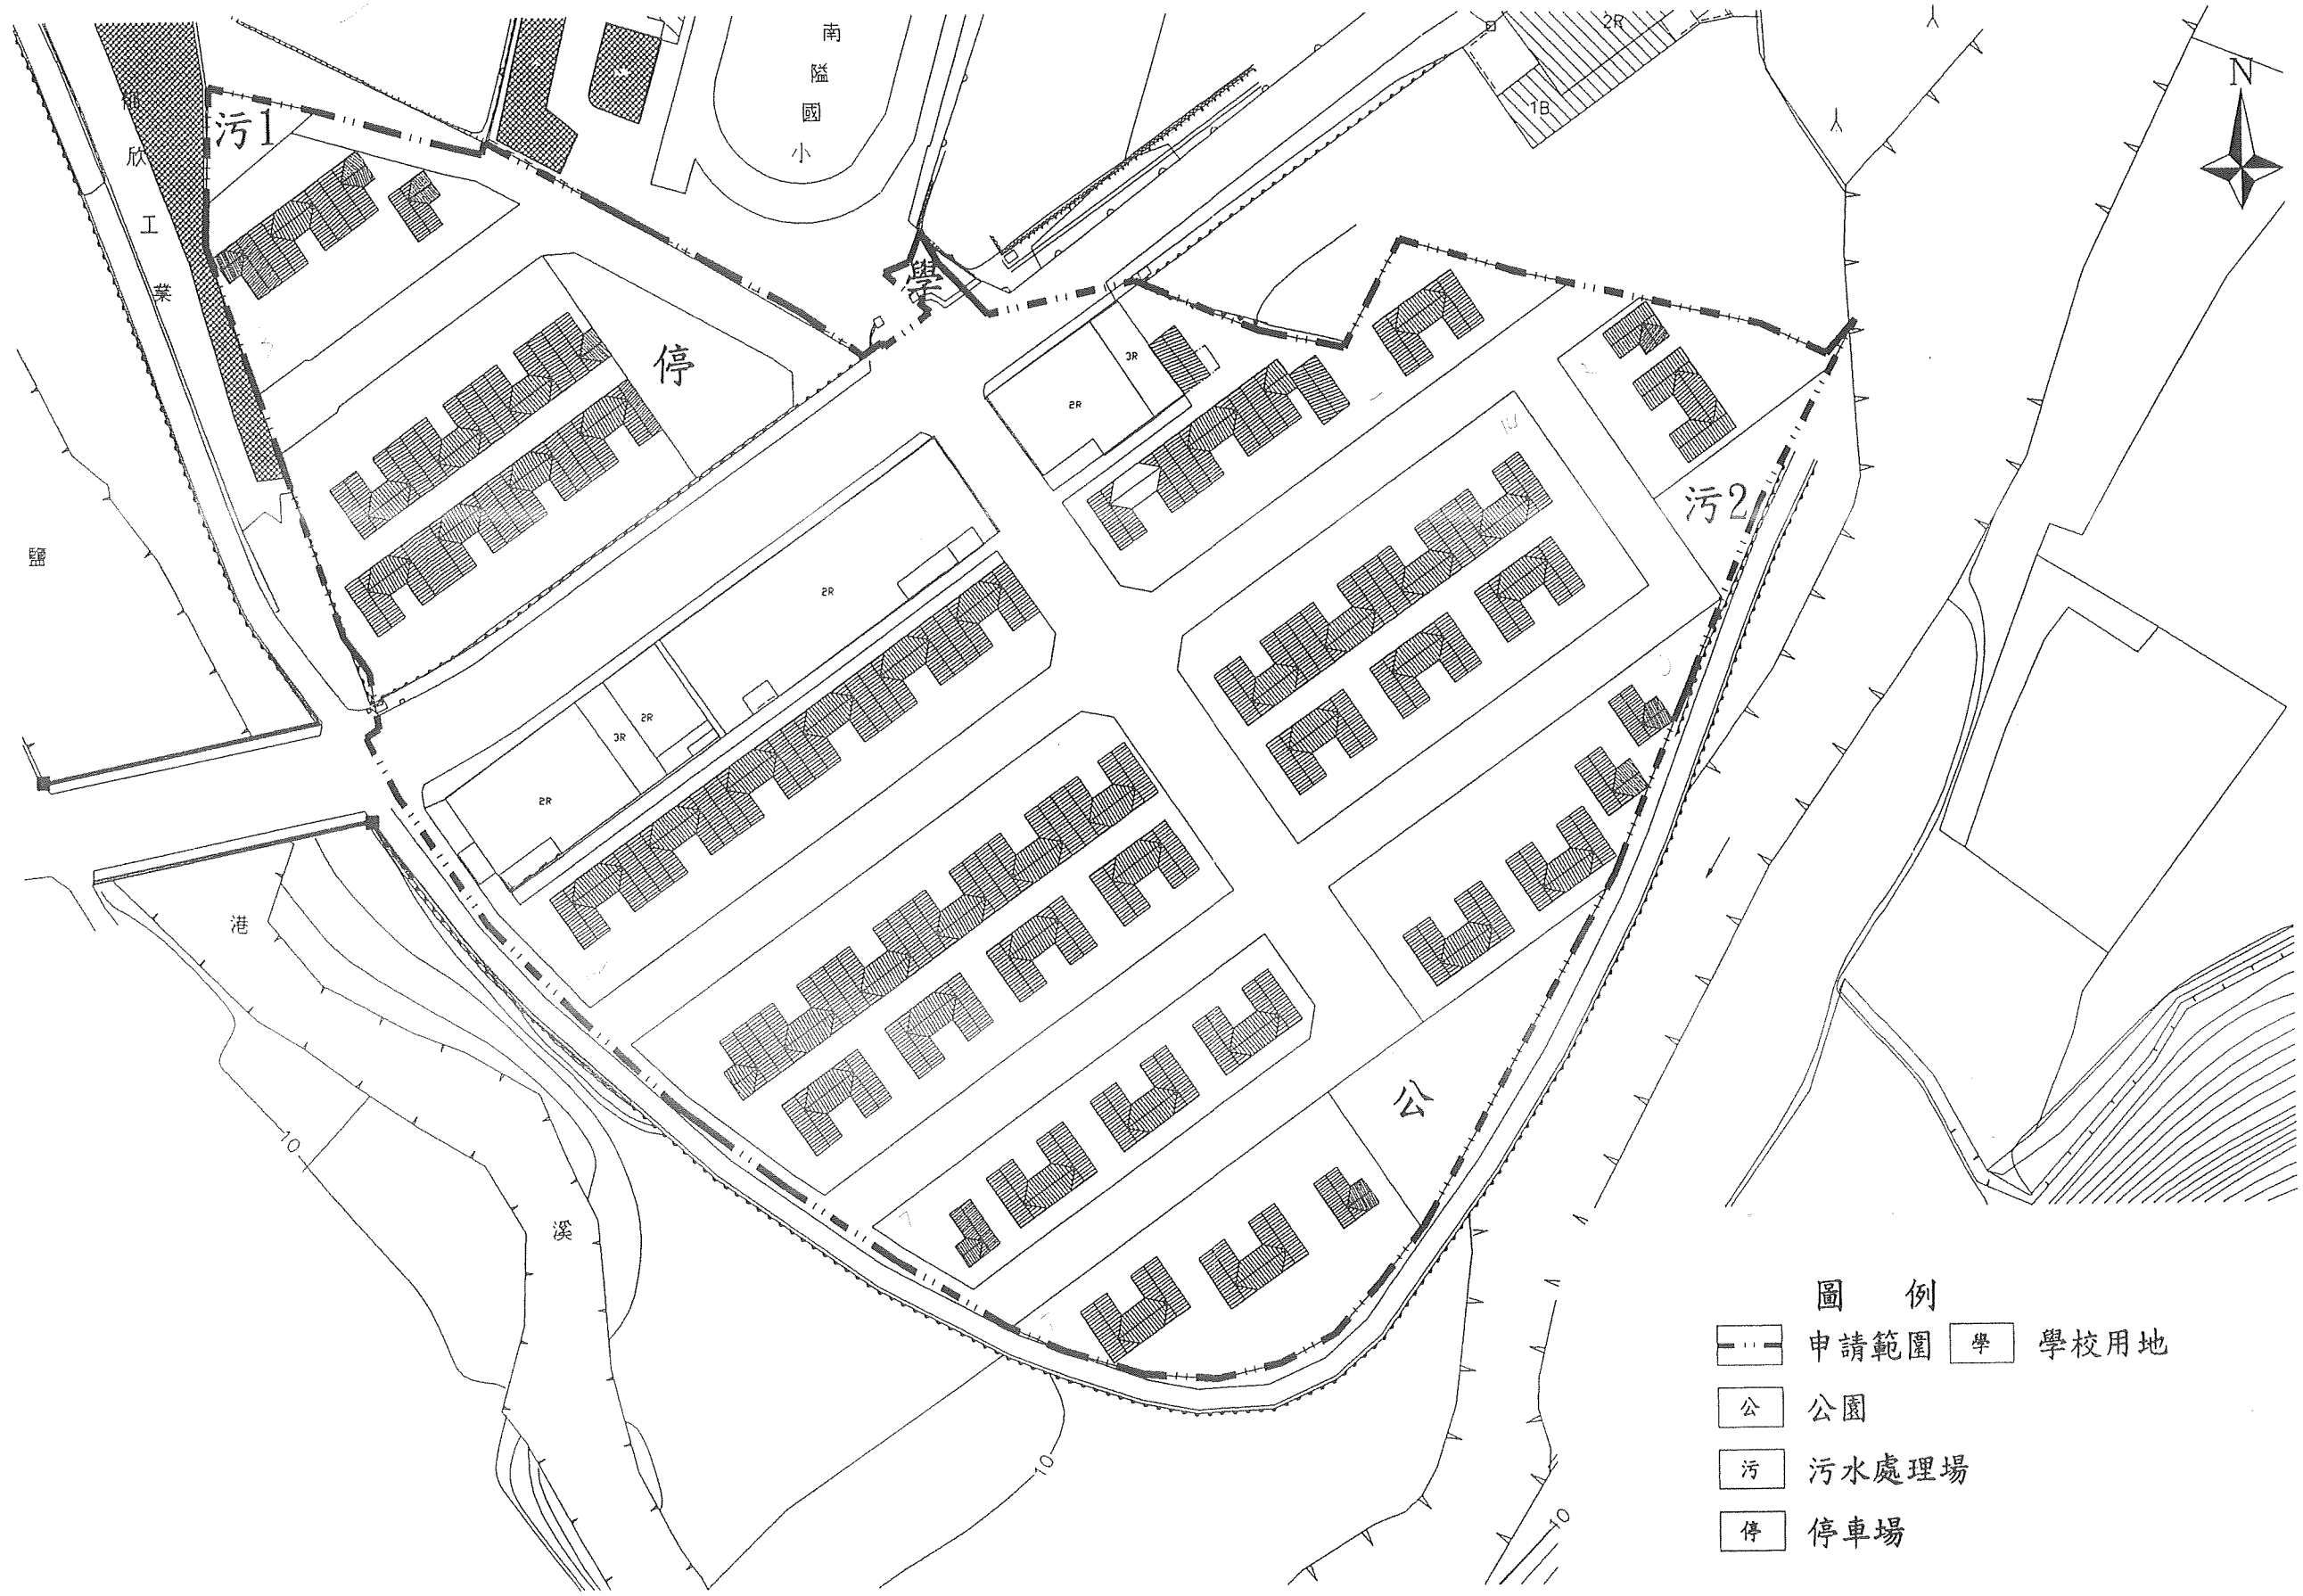 南隘國小
2R
1B
N
污1
欣工業
學
停
3R
2R
污2
鹽
2R
2R
3R
2R
港
公
溪
10
10
10
圖 例
申請範圍 學 學校用地
公 公園
污 污水處理場
停 停車場